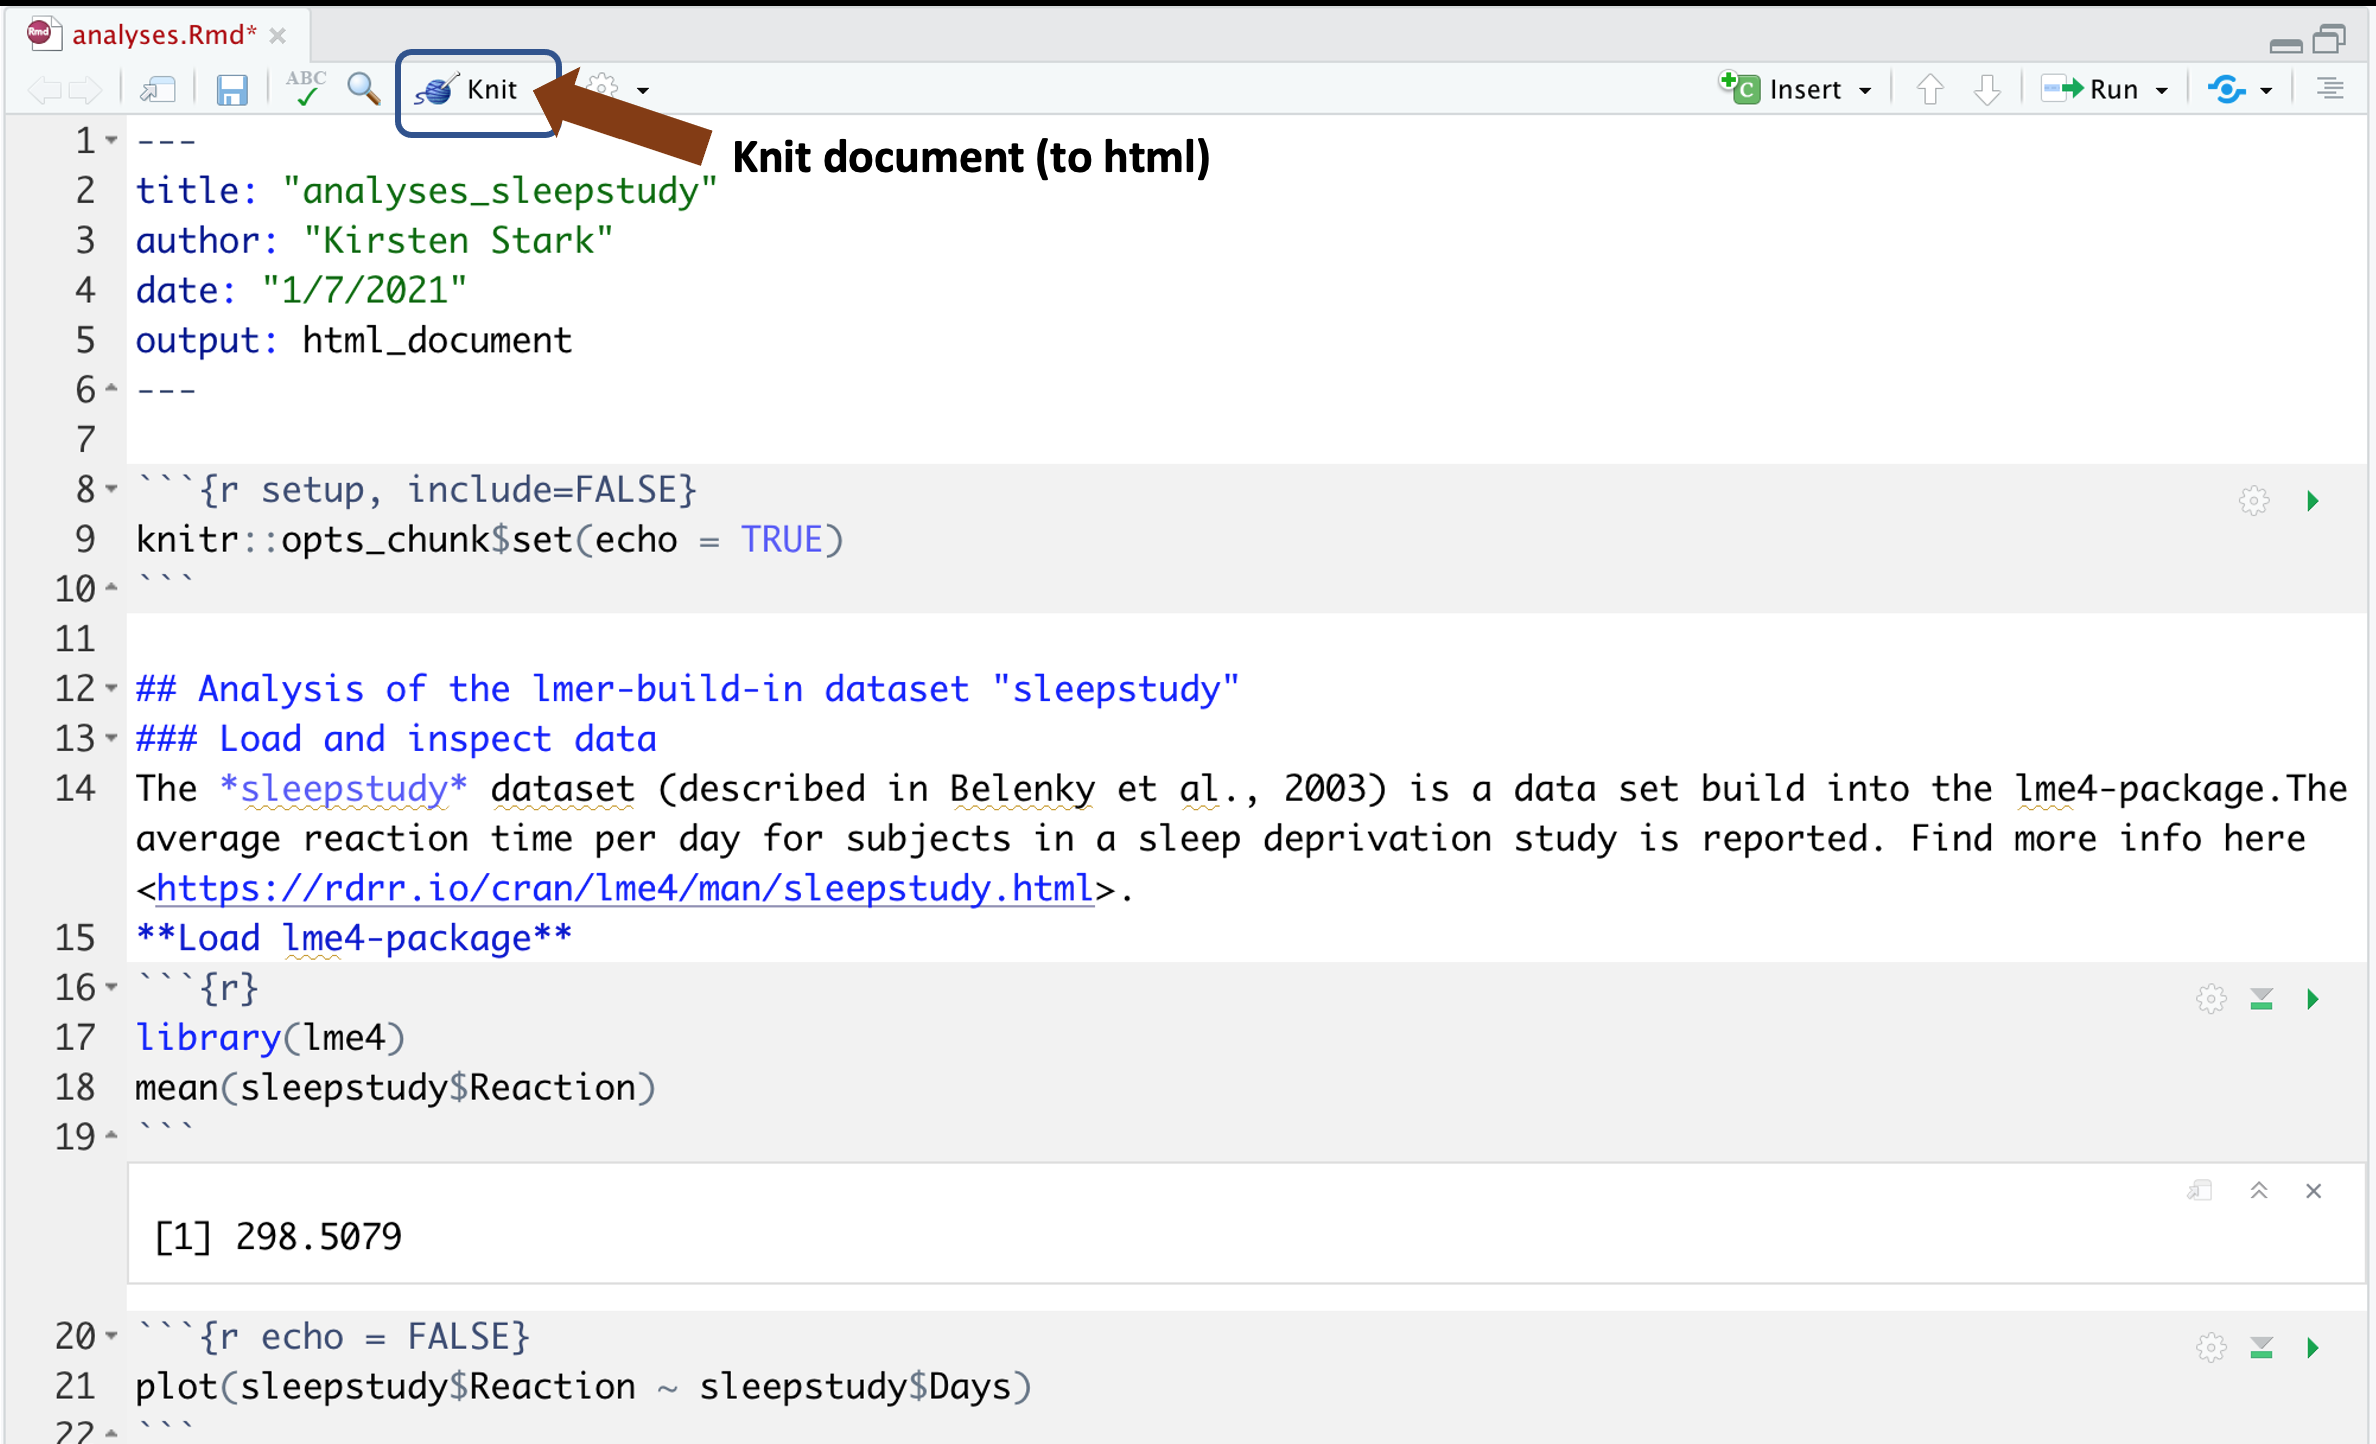 analyses.Rmd*
ABC Knit Insert Run
Knit document (to html)
1 ---
2 title: "analyses_sleepstudy"
3 author: "Kirsten Stark"
4 date: "1/7/2021"
5 output: html_document
6 ---
7
8 ```{r setup, include=FALSE}
9 knitr::opts_chunk$set(echo = TRUE)
10 ```
11
12 ## Analysis of the lmer-build-in dataset "sleepstudy"
13 ### Load and inspect data
14 The *sleepstudy* dataset (described in Belenky et al., 2003) is a data set build into the lme4-package.The
average reaction time per day for subjects in a sleep deprivation study is reported. Find more info here
<https://rdrr.io/cran/lme4/man/sleepstudy.html>.
15 **Load lme4-package**
16 ```{r}
17 library(lme4)
18 mean(sleepstudy$Reaction)
19 ```
[1] 298.5079
20 ```{r echo = FALSE}
21 plot(sleepstudy$Reaction ~ sleepstudy$Days)
22 ```